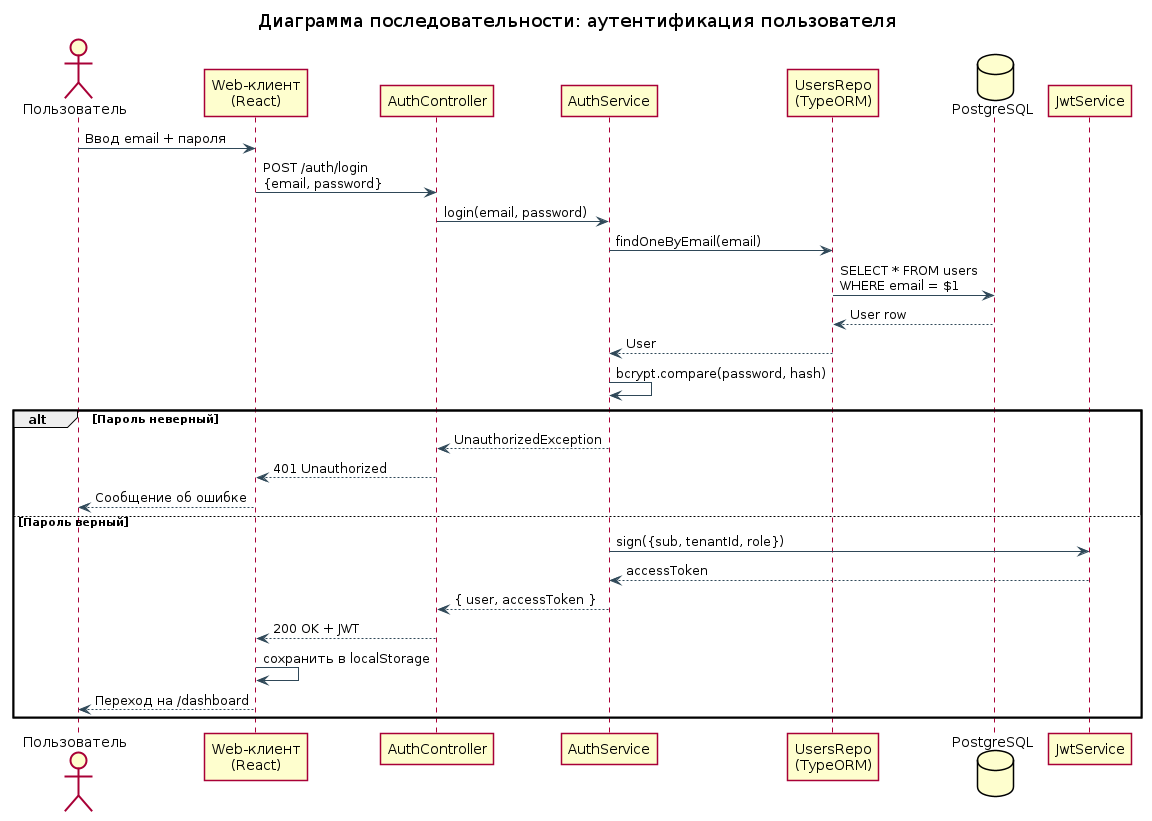 Диаграмма последовательности: аутентификация пользователя
Пользователь
Web-клиент
(React)
AuthController
AuthService
UsersRepo
(TypeORM)
PostgreSQL
JwtService
Ввод email + пароля
POST /auth/login
{email, password}
login(email, password)
findOneByEmail(email)
SELECT * FROM users
WHERE email = $1
User row
User
bcrypt.compare(password, hash)
alt
[Пароль неверный]
UnauthorizedException
401 Unauthorized
Сообщение об ошибке
[Пароль верный]
sign({sub, tenantId, role})
accessToken
{ user, accessToken }
200 OK + JWT
сохранить в localStorage
Переход на /dashboard
Пользователь
Web-клиент
(React)
AuthController
AuthService
UsersRepo
(TypeORM)
PostgreSQL
JwtService